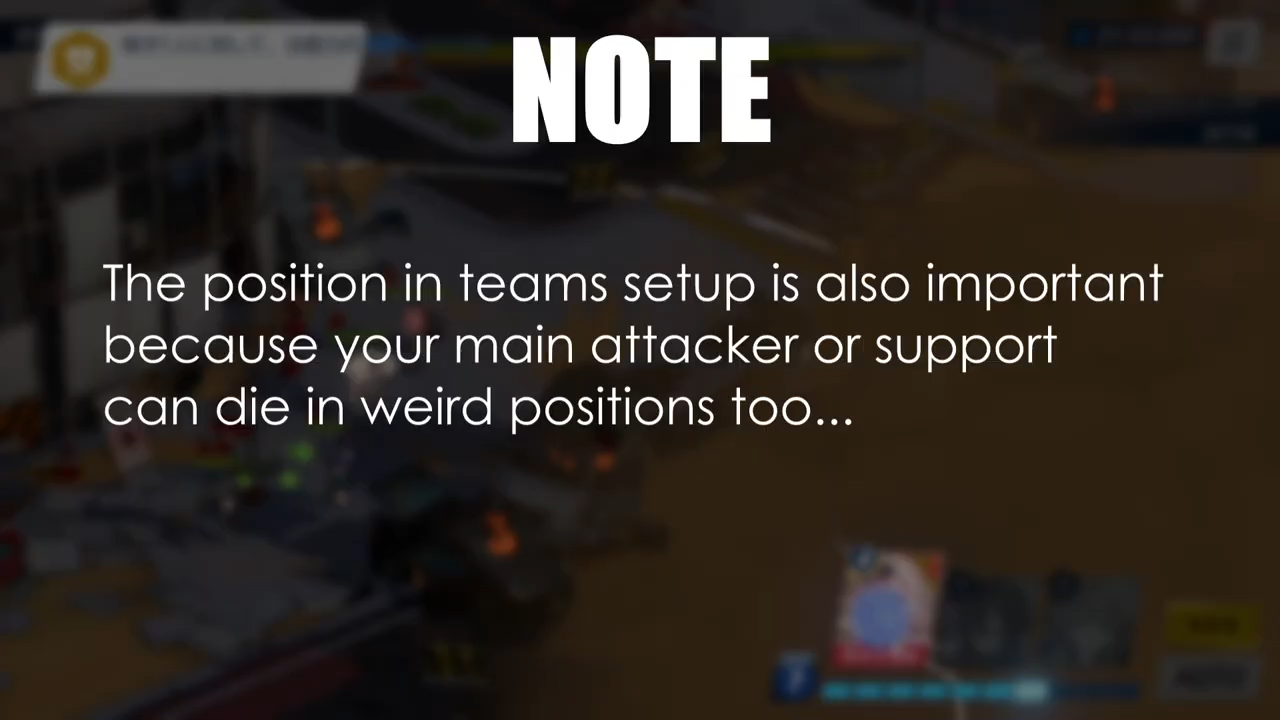 NOTE
The position in teams setup is also important
because your main attacker or support
can die in weird positions too...